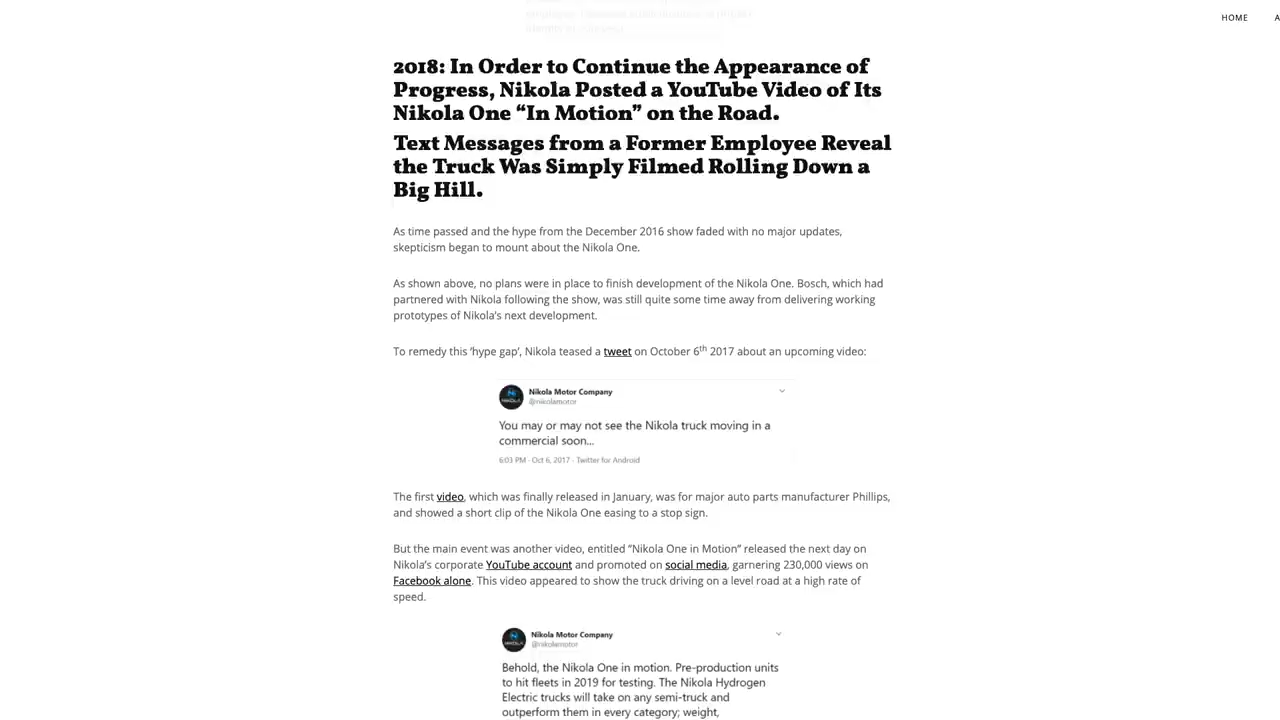 HOME
A
2018: In Order to Continue the Appearance of
Progress, Nikola Posted a YouTube Video of Its
Nikola One “In Motion” on the Road.
Text Messages from a Former Employee Reveal
the Truck Was Simply Filmed Rolling Down a
Big Hill.
As time passed and the hype from the December 2016 show faded with no major updates,
skepticism began to mount about the Nikola One.
As shown above, no plans were in place to finish development of the Nikola One. Bosch, which had
partnered with Nikola following the show, was still quite some time away from delivering working
prototypes of Nikola’s next development.
To remedy this ‘hype gap’, Nikola teased a tweet on October 6th 2017 about an upcoming video:
Nikola Motor Company
@nikolamotor
You may or may not see the Nikola truck moving in a
commercial soon...
6:03 PM · Oct 6, 2017 · Twitter for Android
The first video, which was finally released in January, was for major auto parts manufacturer Phillips,
and showed a short clip of the Nikola One easing to a stop sign.
But the main event was another video, entitled “Nikola One in Motion” released the next day on
Nikola’s corporate YouTube account and promoted on social media, garnering 230,000 views on
Facebook alone. This video appeared to show the truck driving on a level road at a high rate of
speed.
Nikola Motor Company
@nikolamotor
Behold, the Nikola One in motion. Pre-production units
to hit fleets in 2019 for testing. The Nikola Hydrogen
Electric trucks will take on any semi-truck and
outperform them in every category; weight,